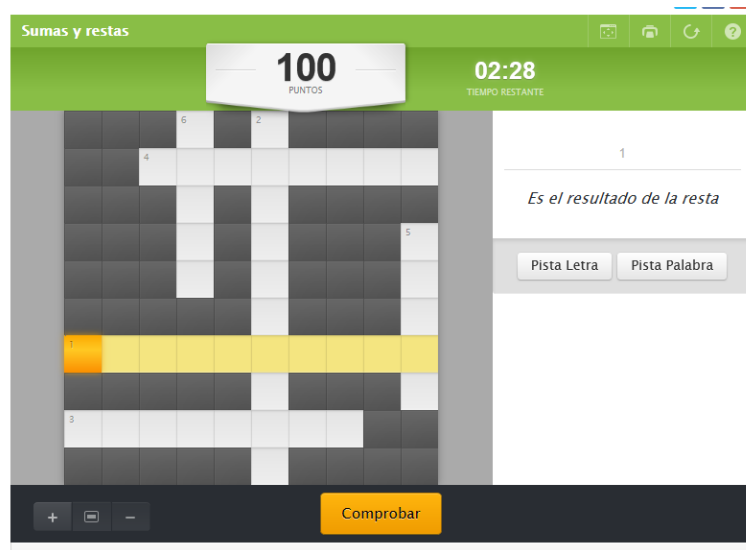 Sumas y restas
100
PUNTOS
02:28
TIEMPO RESTANTE
6
2
4
5
1
3
1
Es el resultado de la resta
Pista Letra
Pista Palabra
Comprobar